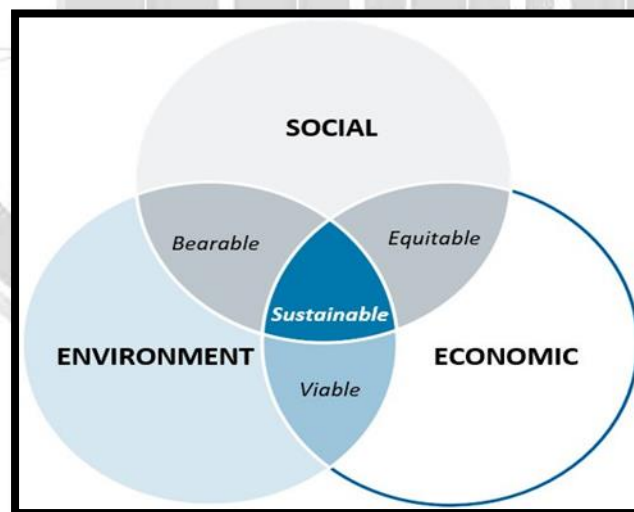 SOCIAL
Bearable
Equitable
Sustainable
ENVIRONMENT
ECONOMIC
Viable